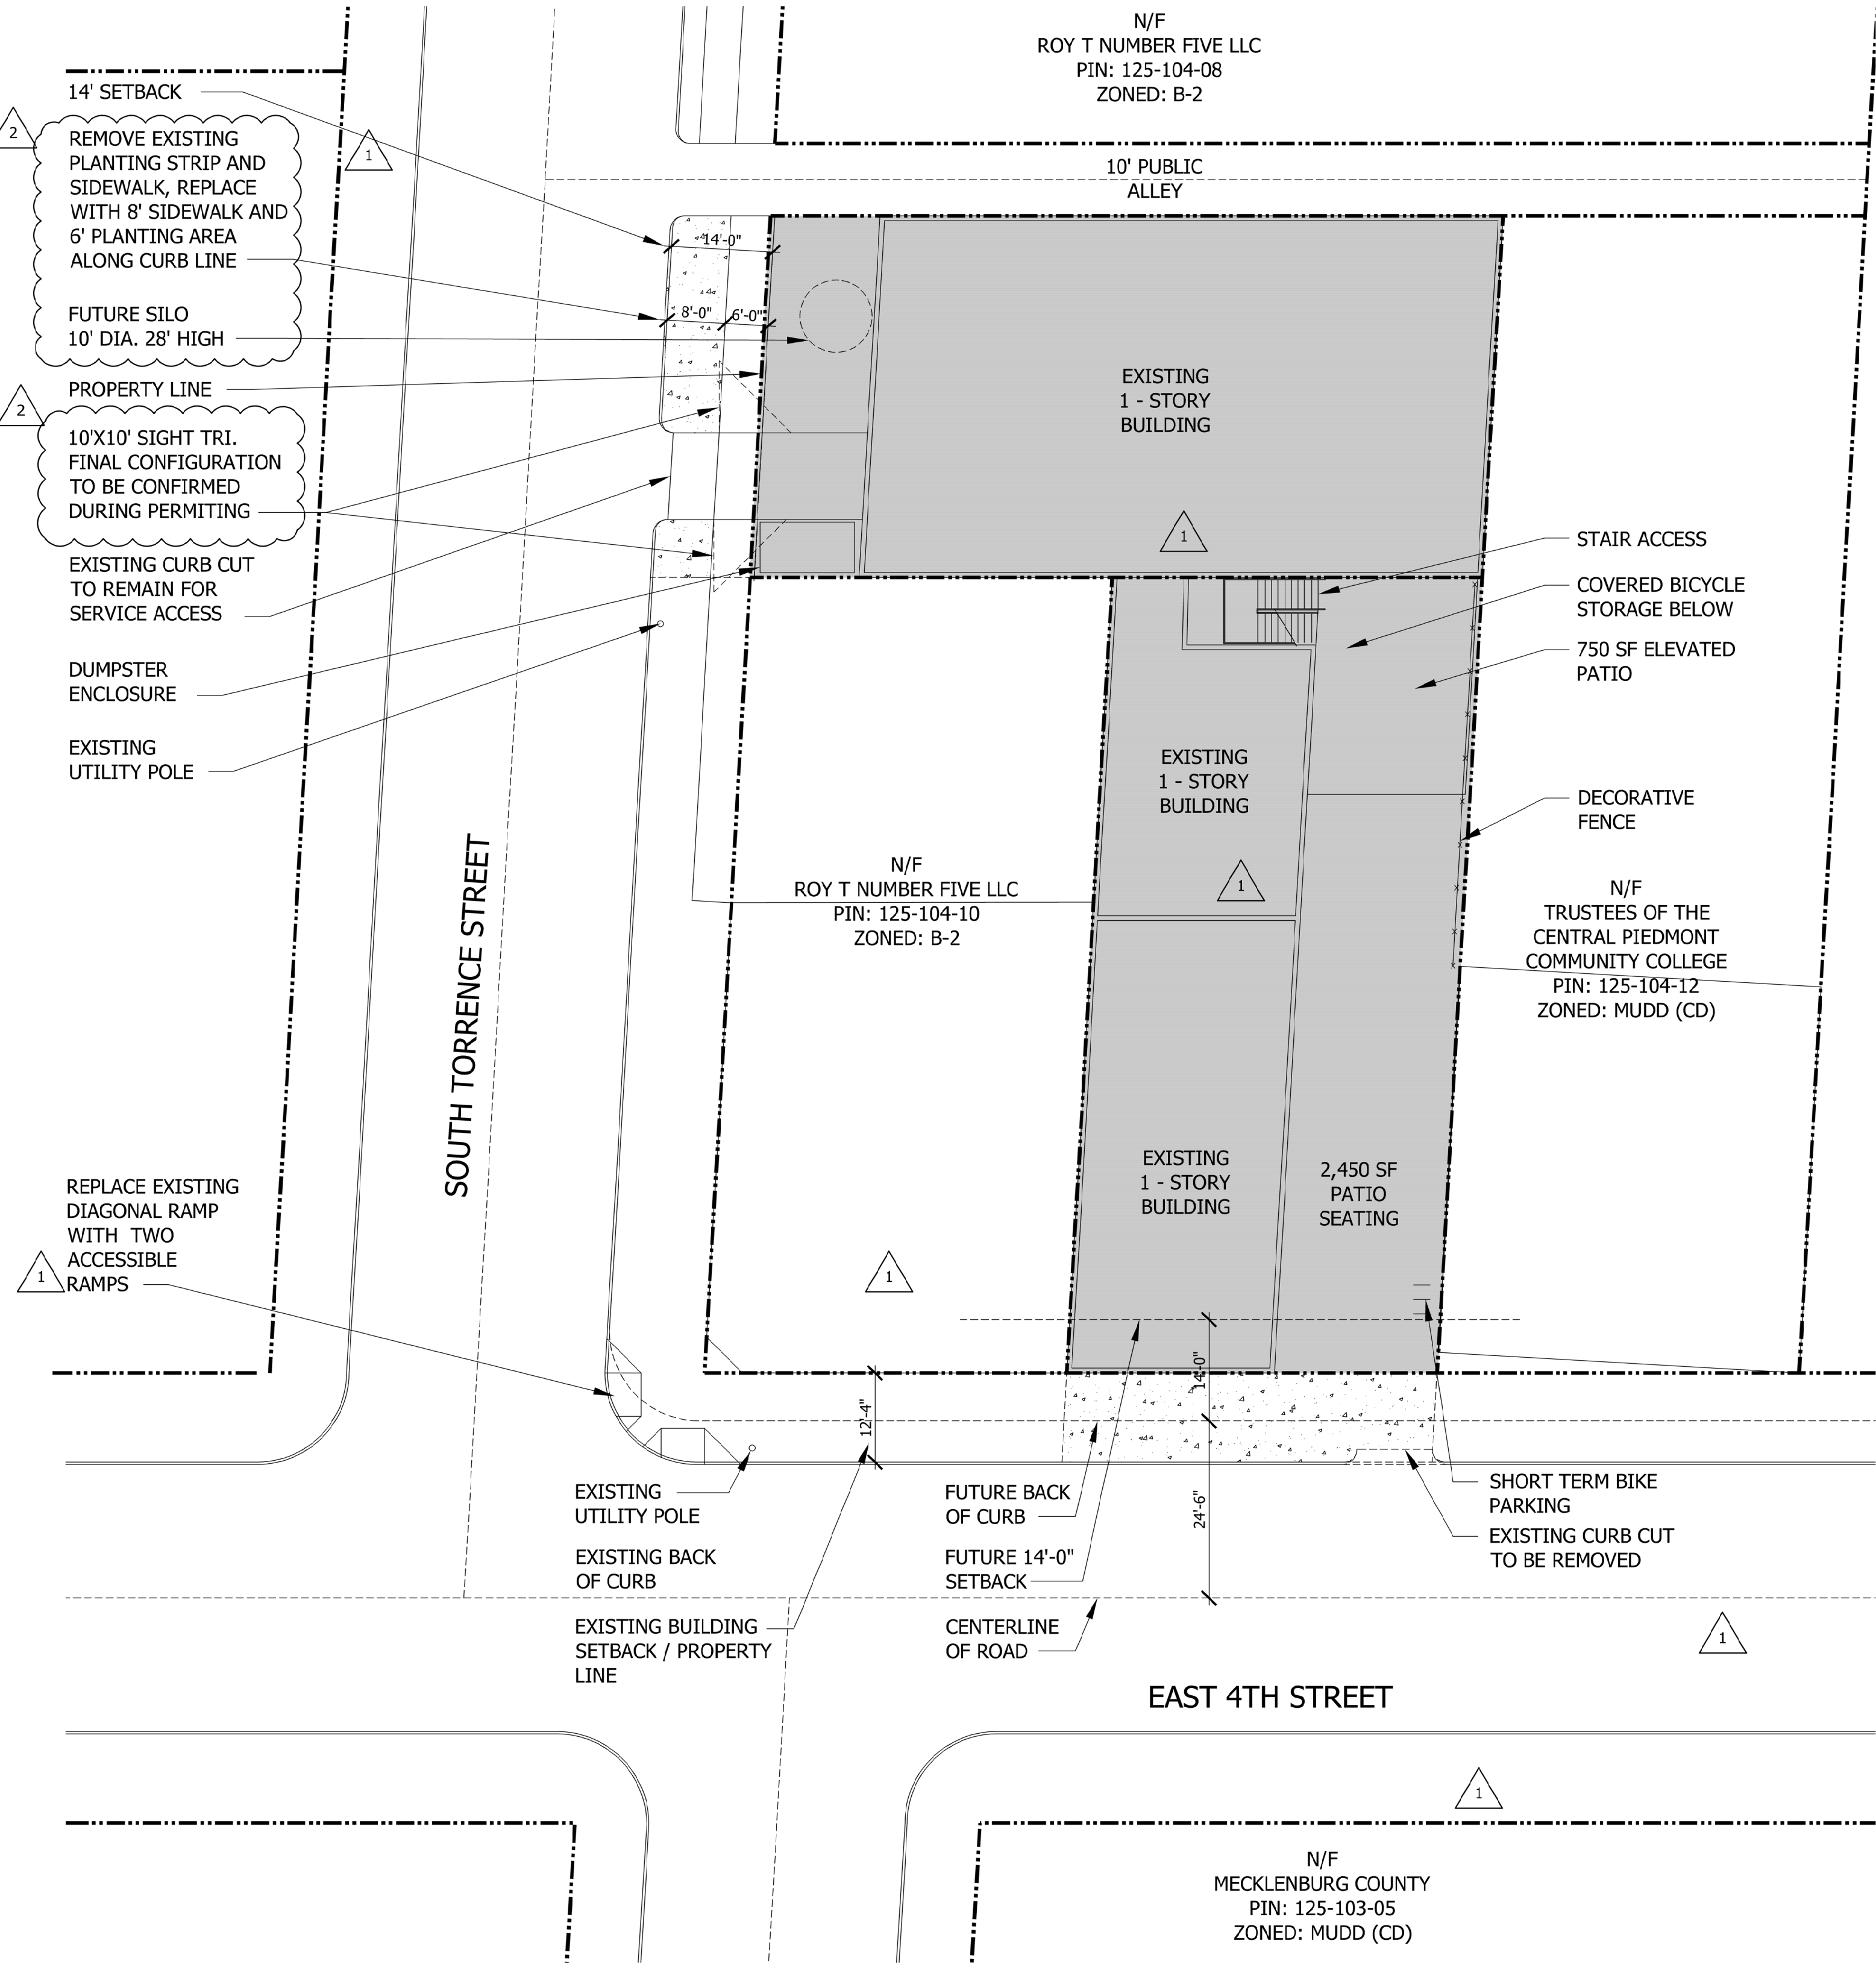 N/F
ROY T NUMBER FIVE LLC
PIN: 125-104-08
ZONED: B-2
10' PUBLIC
ALLEY
14' SETBACK
2
REMOVE EXISTING
PLANTING STRIP AND
SIDEWALK, REPLACE
WITH 8' SIDEWALK AND
6' PLANTING AREA
ALONG CURB LINE
FUTURE SILO
10' DIA. 28' HIGH
1
14'-0"
8'-0"
6'-0"
PROPERTY LINE
2
10'X10' SIGHT TRI.
FINAL CONFIGURATION
TO BE CONFIRMED
DURING PERMITING
EXISTING CURB CUT
TO REMAIN FOR
SERVICE ACCESS
DUMPSTER
ENCLOSURE
EXISTING
UTILITY POLE
EXISTING
1 - STORY
BUILDING
1
STAIR ACCESS
COVERED BICYCLE
STORAGE BELOW
750 SF ELEVATED
PATIO
DECORATIVE
FENCE
EXISTING
1 - STORY
BUILDING
1
N/F
ROY T NUMBER FIVE LLC
PIN: 125-104-10
ZONED: B-2
N/F
TRUSTEES OF THE
CENTRAL PIEDMONT
COMMUNITY COLLEGE
PIN: 125-104-12
ZONED: MUDD (CD)
SOUTH TORRENCE STREET
EXISTING
1 - STORY
BUILDING
2,450 SF
PATIO
SEATING
REPLACE EXISTING
DIAGONAL RAMP
WITH TWO
ACCESSIBLE
RAMPS
1
1
12'-4"
14'-0"
24'-6"
EXISTING
UTILITY POLE
EXISTING BACK
OF CURB
EXISTING BUILDING
SETBACK / PROPERTY
LINE
FUTURE BACK
OF CURB
FUTURE 14'-0"
SETBACK
CENTERLINE
OF ROAD
SHORT TERM BIKE
PARKING
EXISTING CURB CUT
TO BE REMOVED
1
EAST 4TH STREET
1
N/F
MECKLENBURG COUNTY
PIN: 125-103-05
ZONED: MUDD (CD)